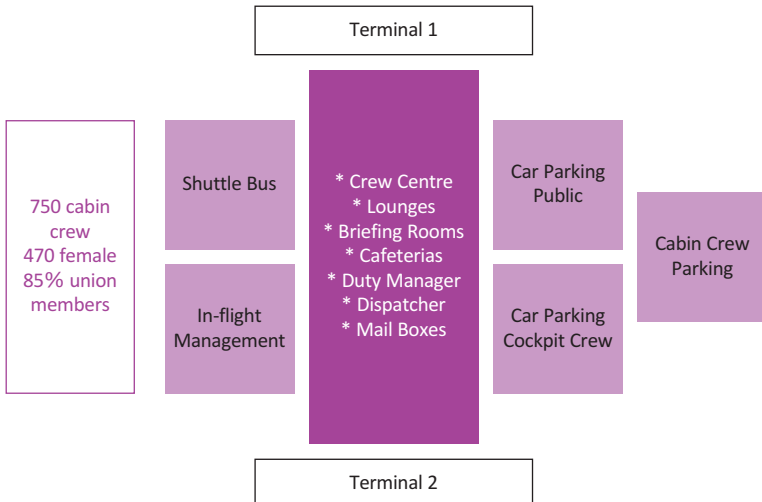 Terminal 1
750 cabin
crew
470 female
85% union
members
Shuttle Bus
In-flight
Management
* Crew Centre
* Lounges
* Briefing Rooms
* Cafeterias
* Duty Manager
* Dispatcher
* Mail Boxes
Car Parking
Public
Car Parking
Cockpit Crew
Cabin Crew
Parking
Terminal 2